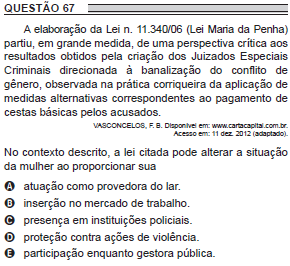 QUESTÃO 67
A elaboração da Lei n. 11.340/06 (Lei Maria da Penha)
partiu, em grande medida, de uma perspectiva crítica aos
resultados obtidos pela criação dos Juizados Especiais
Criminais direcionada à banalização do conflito de
gênero, observada na prática corriqueira da aplicação de
medidas alternativas correspondentes ao pagamento de
cestas básicas pelos acusados.
VASCONCELOS, F. B. Disponível em: www.cartacapital.com.br.
Acesso em: 11 dez. 2012 (adaptado).
No contexto descrito, a lei citada pode alterar a situação
da mulher ao proporcionar sua
A atuação como provedora do lar.
B inserção no mercado de trabalho.
C presença em instituições policiais.
D proteção contra ações de violência.
E participação enquanto gestora pública.